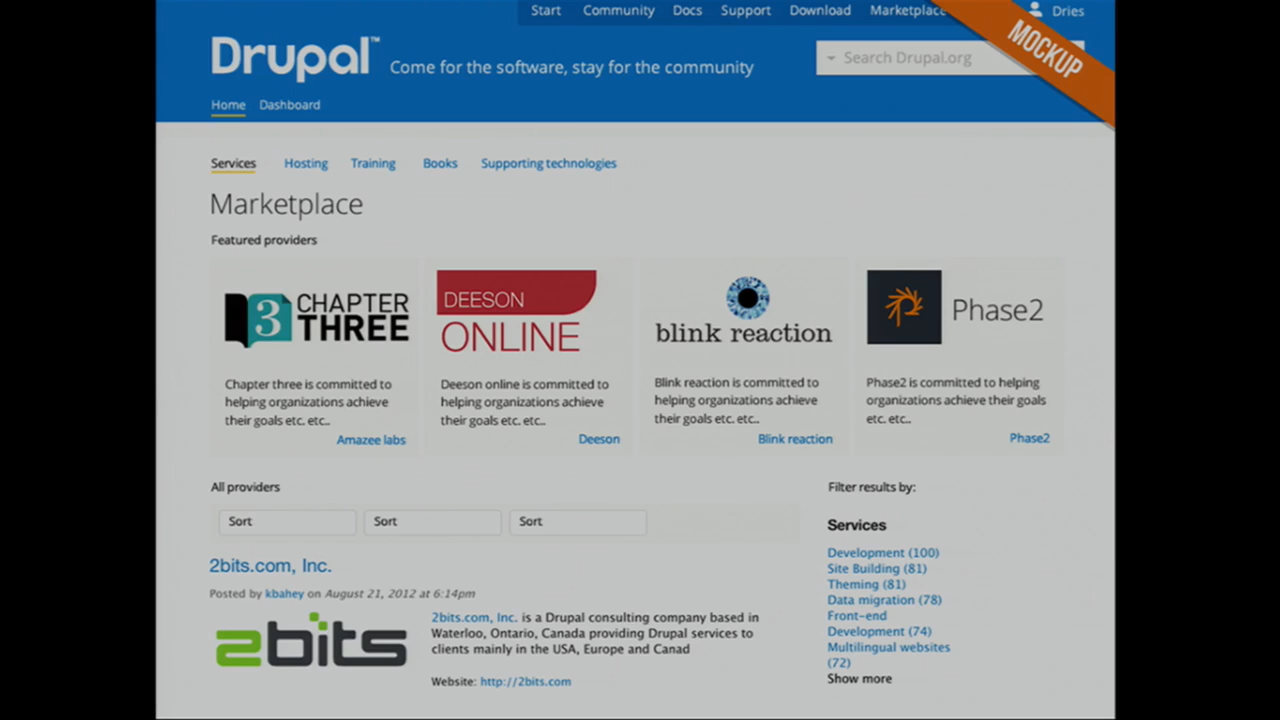 Start Community Docs Support Download Marketplace Dries
MOCKUP
Drupal™
Come for the software, stay for the community
Search Drupal.org
Home Dashboard
Services Hosting Training Books Supporting technologies
Marketplace
Featured providers
3 CHAPTER
THREE
Chapter three is committed to
helping organizations achieve
their goals etc. etc..
Amazee labs
DEESON
ONLINE
Deeson online is committed to
helping organizations achieve
their goals etc. etc..
Deeson
blink reaction
Blink reaction is committed to
helping organizations achieve
their goals etc. etc..
Blink reaction
Phase2
Phase2 is committed to helping
organizations achieve their goals
etc. etc..
Phase2
All providers
Sort Sort Sort
2bits.com, Inc.
Posted by kbahey on August 21, 2012 at 6:14pm
2bits
2bits.com, Inc. is a Drupal consulting company based in
Waterloo, Ontario, Canada providing Drupal services to
clients mainly in the USA, Europe and Canad
Website: http://2bits.com
Filter results by:
Services
Development (100)
Site Building (81)
Theming (81)
Data migration (78)
Front-end
Development (74)
Multilingual websites
(72)
Show more